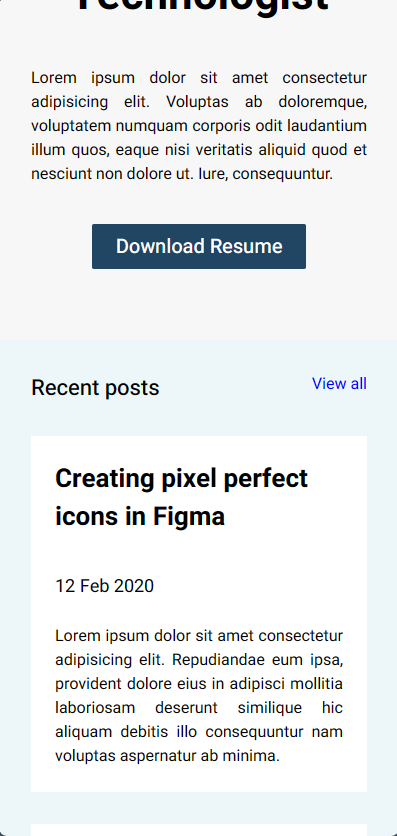 Technologist
Lorem ipsum dolor sit amet consectetur
adipisicing elit. Voluptas ab doloremque,
voluptatem numquam corporis odit laudantium
illum quos, eaque nisi veritatis aliquid quod et
nesciunt non dolore ut. Iure, consequuntur.
Download Resume
Recent posts
View all
Creating pixel perfect
icons in Figma
12 Feb 2020
Lorem ipsum dolor sit amet consectetur
adipisicing elit. Repudiandae eum ipsa,
provident dolore eius in adipisci mollitia
laboriosam deserunt similique hic
aliquam debitis illo consequuntur nam
voluptas aspernatur ab minima.